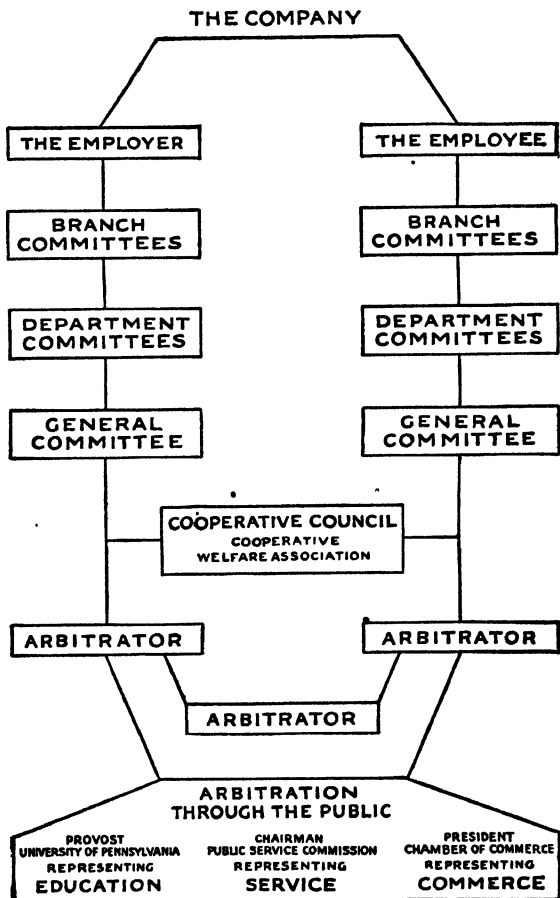 THE COMPANY
THE EMPLOYER
THE EMPLOYEE
BRANCH
COMMITTEES
BRANCH
COMMITTEES
DEPARTMENT
COMMITTEES
DEPARTMENT
COMMITTEES
GENERAL
COMMITTEE
GENERAL
COMMITTEE
COOPERATIVE COUNCIL
COOPERATIVE
WELFARE ASSOCIATION
ARBITRATOR
ARBITRATOR
ARBITRATOR
ARBITRATION
THROUGH THE PUBLIC
PROVOST
UNIVERSITY OF PENNSYLVANIA
REPRESENTING
EDUCATION
CHAIRMAN
PUBLIC SERVICE COMMISSION
REPRESENTING
SERVICE
PRESIDENT
CHAMBER OF COMMERCE
REPRESENTING
COMMERCE